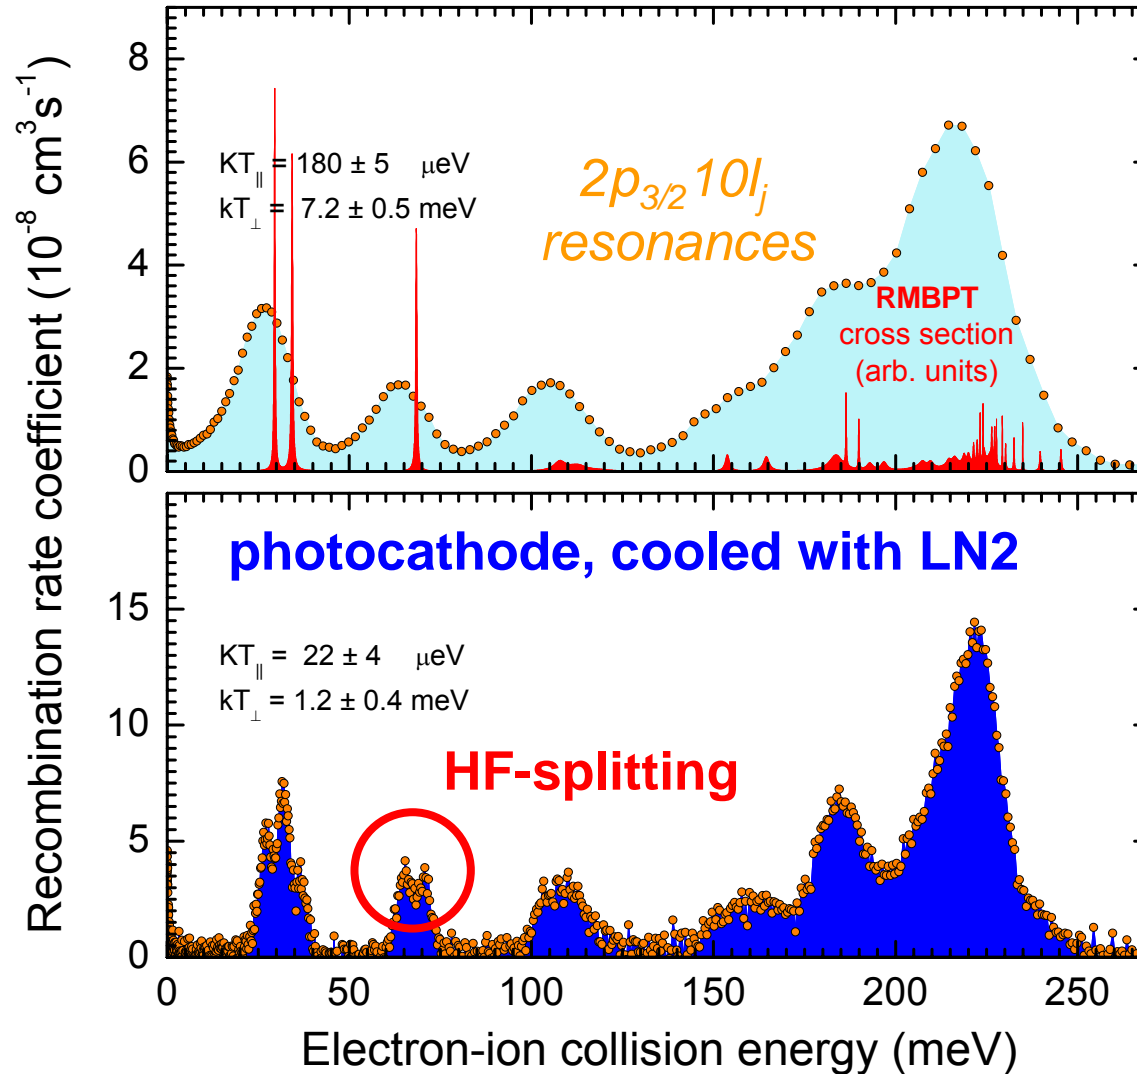 Recombination rate coefficient (10⁻⁸ cm³s⁻¹)
8
6
4
2
0
KT∥ = 180 ± 5 μeV
kT⊥ = 7.2 ± 0.5 meV
2p₃/₂10lⱼ
resonances
RMBPT
cross section
(arb. units)
photocathode, cooled with LN2
15
10
5
0
KT∥ = 22 ± 4 μeV
kT⊥ = 1.2 ± 0.4 meV
HF-splitting
0 50 100 150 200 250
Electron-ion collision energy (meV)